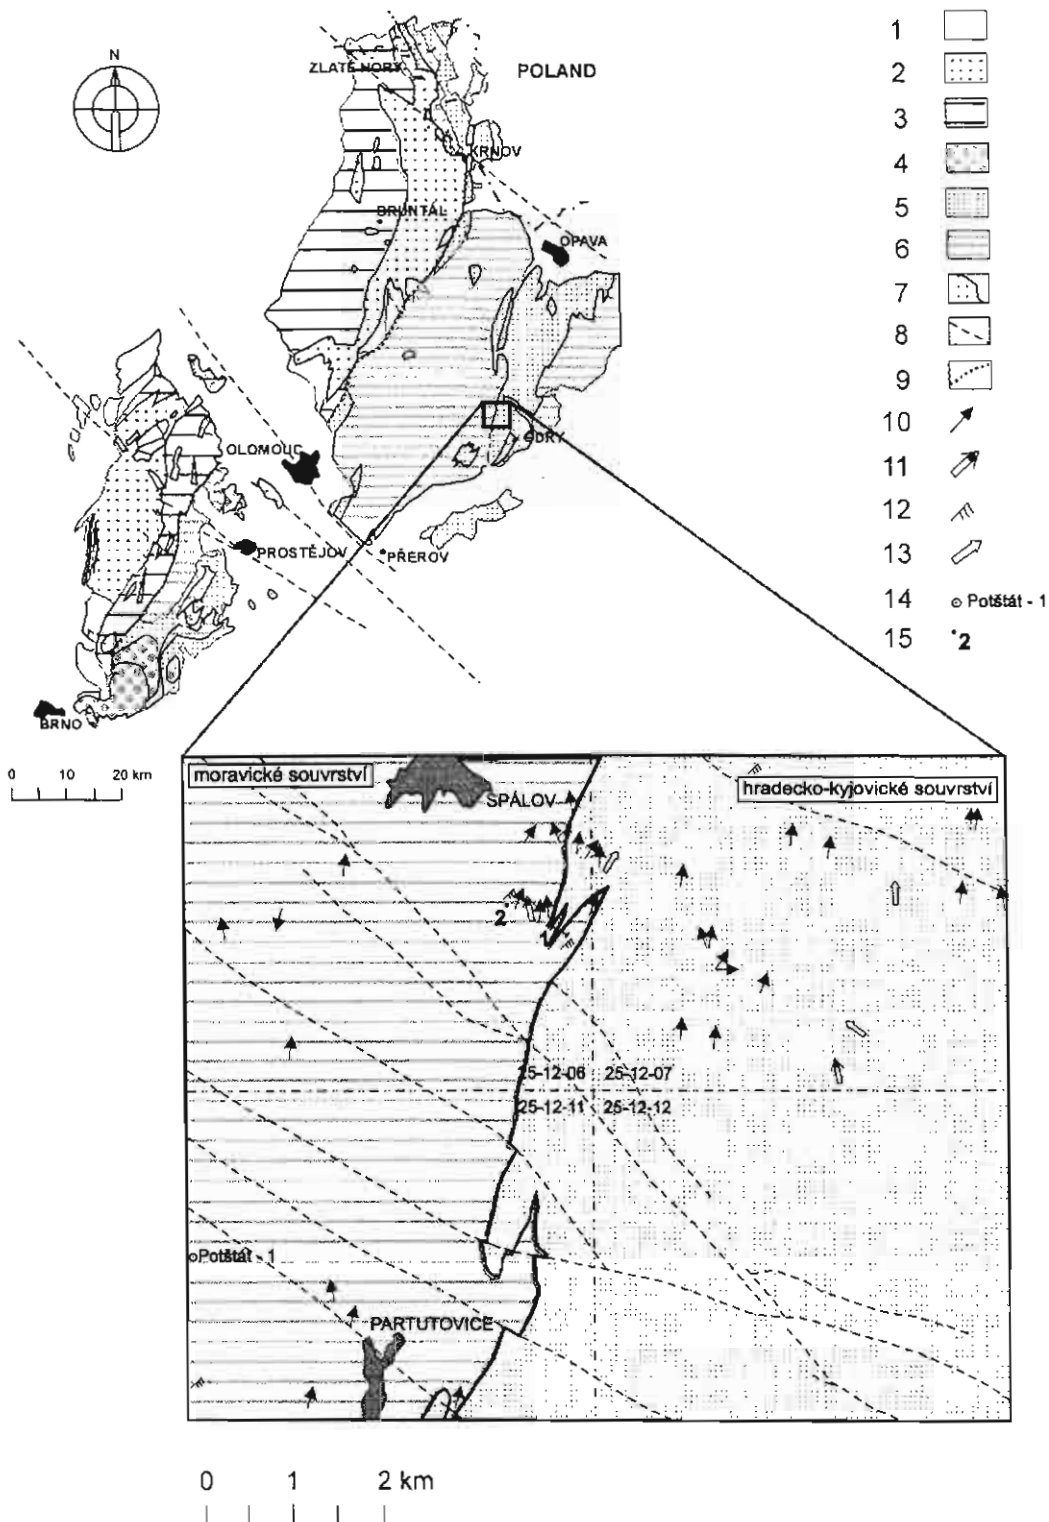 N
ZLATÉ HORY
POLAND
KRNOV
BRUNTÁL
OPAVA
ODRY
OLOMOUC
PROSTĚJOV
PŘEROV
BRNO
0 10 20 km
1
2
3
4
5
6
7
8
9
10
11
12
13
14 Potštát - 1
15 2
moravické souvrství
hradecko-kyjovické souvrství
SPÁLOV
2
25-12-06 25-12-07
25-12-11 25-12-12
Potštát - 1
PARTUTOVICE
0 1 2 km